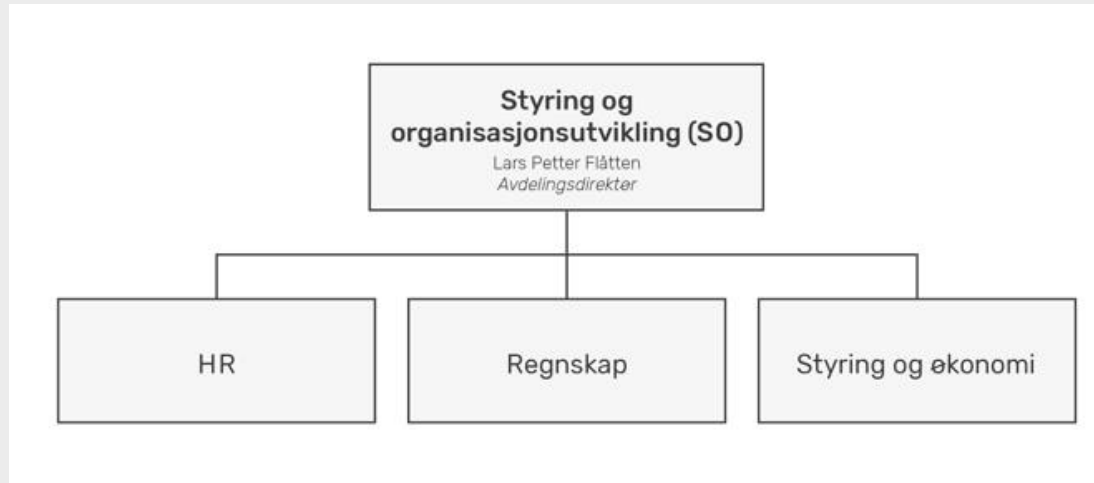 Styring og
organisasjonsutvikling (SO)
Lars Petter Flåtten
Avdelingsdirektør
HR
Regnskap
Styring og økonomi